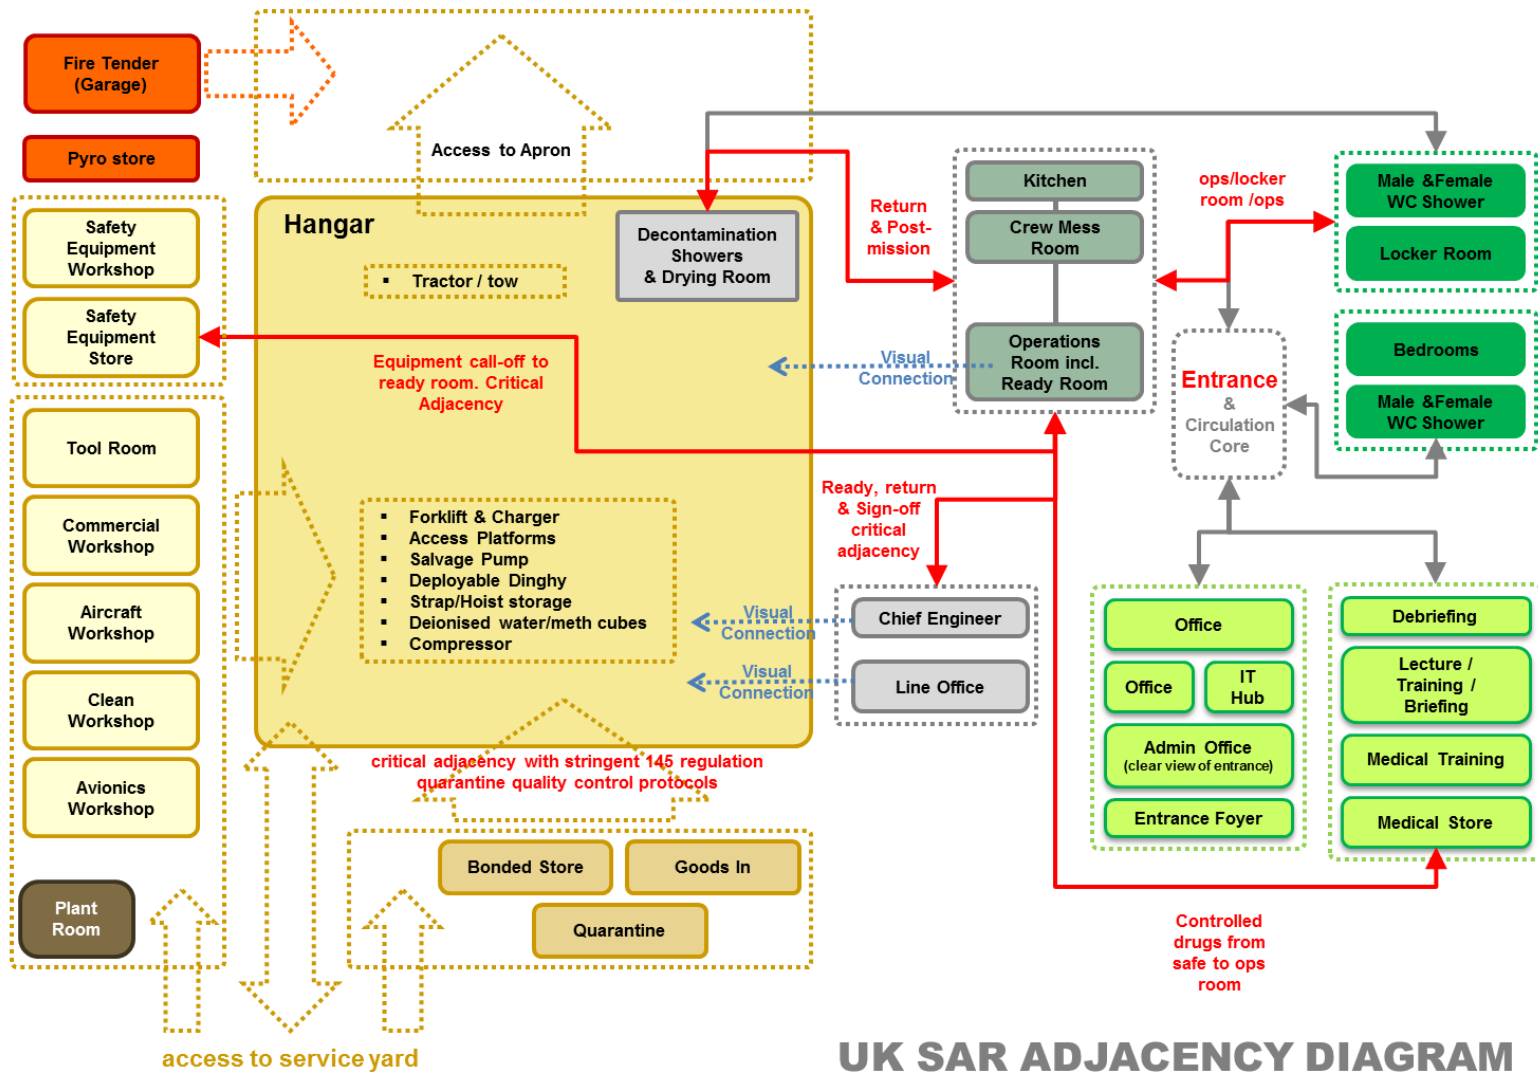 Fire Tender
(Garage)
Pyro store
Access to Apron
Safety
Equipment
Workshop
Safety
Equipment
Store
Hangar
▪ Tractor / tow
Decontamination
Showers
& Drying Room
Equipment call-off to
ready room. Critical
Adjacency
Return
& Post-
mission
Kitchen
Crew Mess
Room
Operations
Room incl.
Ready Room
Visual
Connection
ops/locker
room /ops
Male &Female
WC Shower
Locker Room
Bedrooms
Male &Female
WC Shower
Entrance
&
Circulation
Core
Tool Room
Commercial
Workshop
Aircraft
Workshop
Clean
Workshop
Avionics
Workshop
Plant
Room
▪ Forklift & Charger
▪ Access Platforms
▪ Salvage Pump
▪ Deployable Dinghy
▪ Strap/Hoist storage
▪ Deionised water/meth cubes
▪ Compressor
Ready, return
& Sign-off
critical
adjacency
Visual
Connection
Chief Engineer
Visual
Connection
Line Office
critical adjacency with stringent 145 regulation
quarantine quality control protocols
Bonded Store
Goods In
Quarantine
Office
Office
IT
Hub
Admin Office
(clear view of entrance)
Entrance Foyer
Debriefing
Lecture /
Training /
Briefing
Medical Training
Medical Store
Controlled
drugs from
safe to ops
room
access to service yard
UK SAR ADJACENCY DIAGRAM